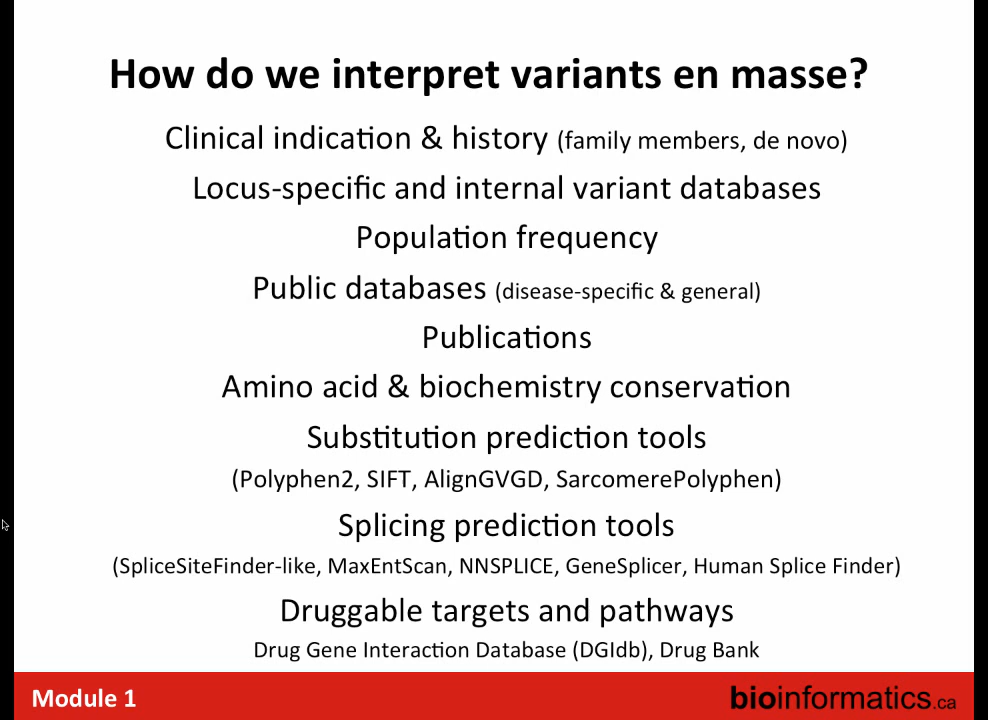 How do we interpret variants en masse?
Clinical indication & history (family members, de novo)
Locus-specific and internal variant databases
Population frequency
Public databases (disease-specific & general)
Publications
Amino acid & biochemistry conservation
Substitution prediction tools
(Polyphen2, SIFT, AlignGVGD, SarcomerePolyphen)
Splicing prediction tools
(SpliceSiteFinder-like, MaxEntScan, NNSPLICE, GeneSplicer, Human Splice Finder)
Druggable targets and pathways
Drug Gene Interaction Database (DGIdb), Drug Bank
Module 1
bioinformatics.ca